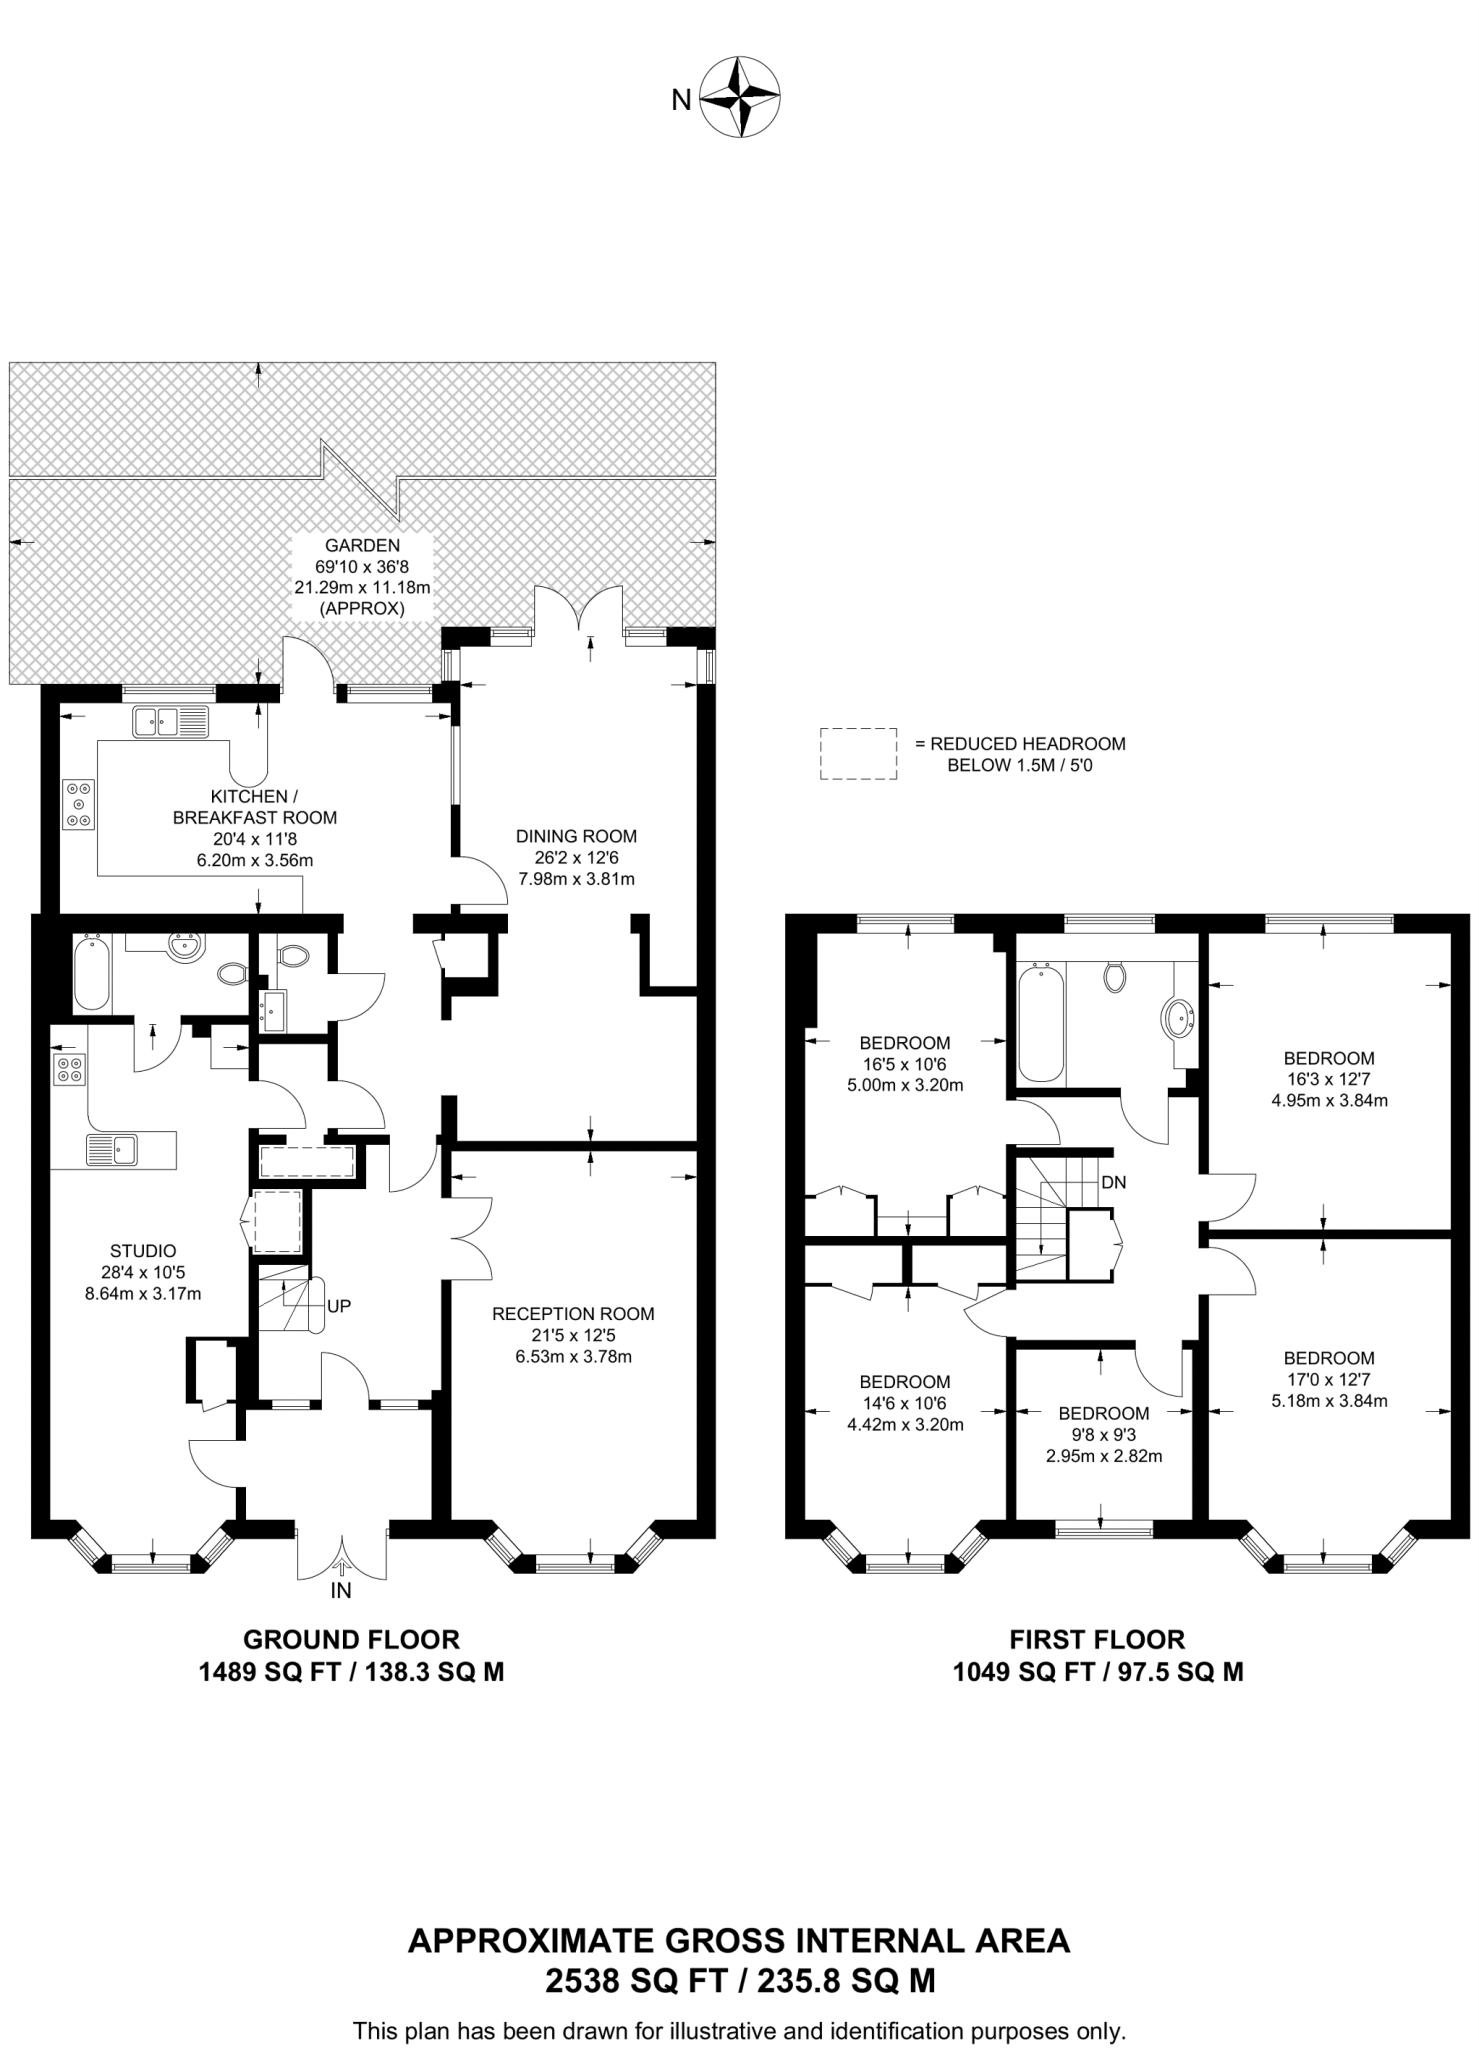 N
GARDEN
69'10 x 36'8
21.29m x 11.18m
(APPROX)
= REDUCED HEADROOM
BELOW 1.5M / 5'0
KITCHEN /
BREAKFAST ROOM
20'4 x 11'8
6.20m x 3.56m
DINING ROOM
26'2 x 12'6
7.98m x 3.81m
STUDIO
28'4 x 10'5
8.64m x 3.17m
UP
RECEPTION ROOM
21'5 x 12'5
6.53m x 3.78m
IN
GROUND FLOOR
1489 SQ FT / 138.3 SQ M
BEDROOM
16'5 x 10'6
5.00m x 3.20m
BEDROOM
16'3 x 12'7
4.95m x 3.84m
DN
BEDROOM
14'6 x 10'6
4.42m x 3.20m
BEDROOM
9'8 x 9'3
2.95m x 2.82m
BEDROOM
17'0 x 12'7
5.18m x 3.84m
FIRST FLOOR
1049 SQ FT / 97.5 SQ M
APPROXIMATE GROSS INTERNAL AREA
2538 SQ FT / 235.8 SQ M
This plan has been drawn for illustrative and identification purposes only.